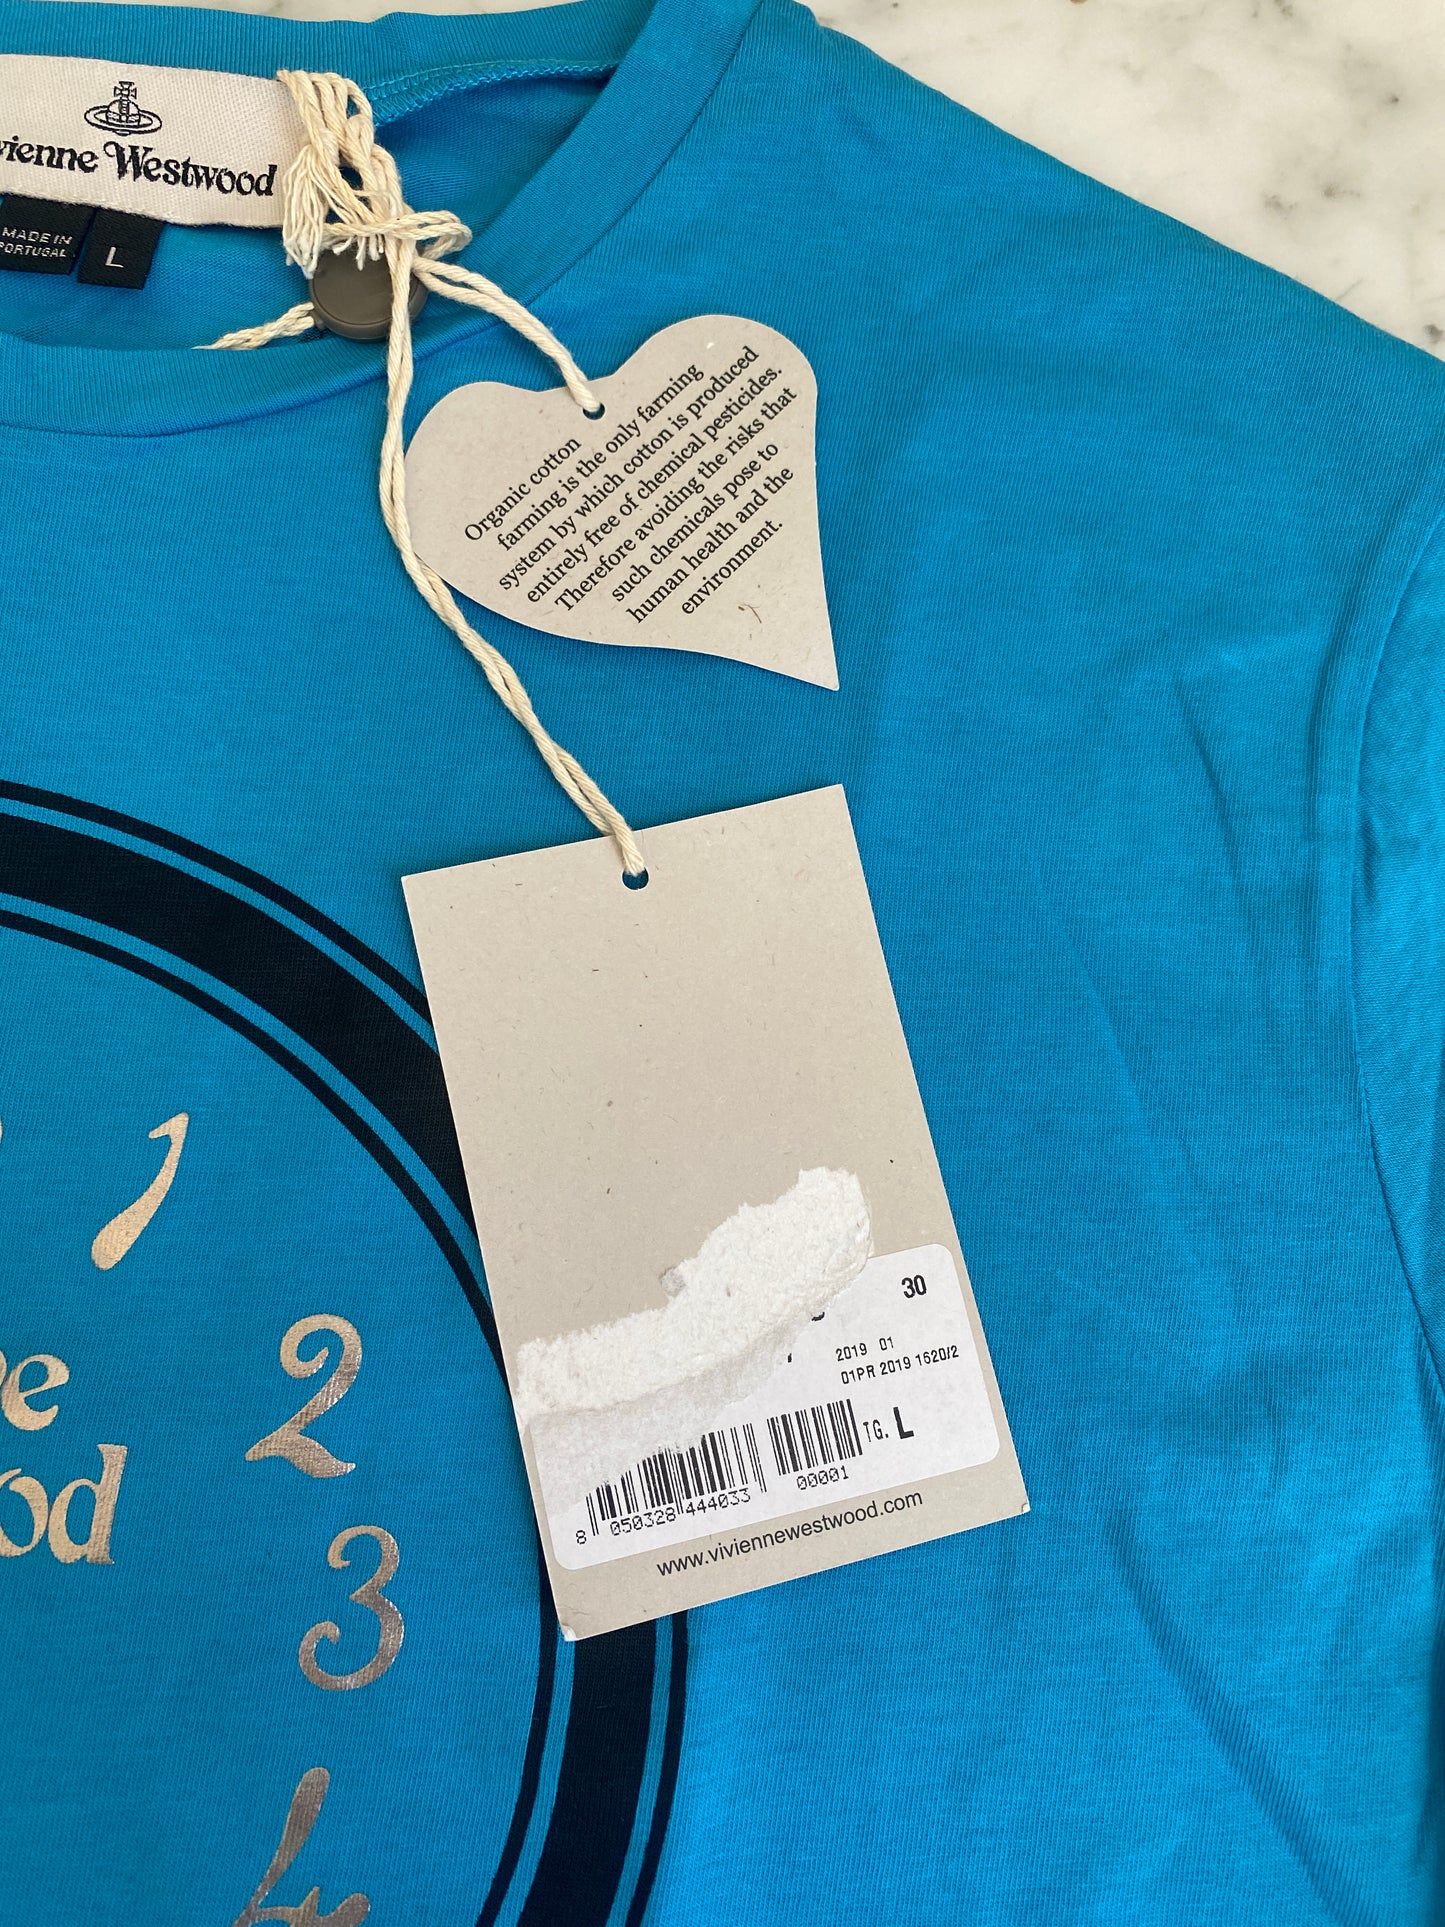 Westwood
MADE IN
PORTUGAL
L
Organic cotton
farming is the only farming
system by which cotton is produced
entirely free of chemical pesticides.
Therefore avoiding the risks that
such chemicals pose to
human health and the
environment.
30
2019 01
01PR 2019 1620/2
TG. L
8 050328 444033 00001
www.viviennewestwood.com
1
2
3
4